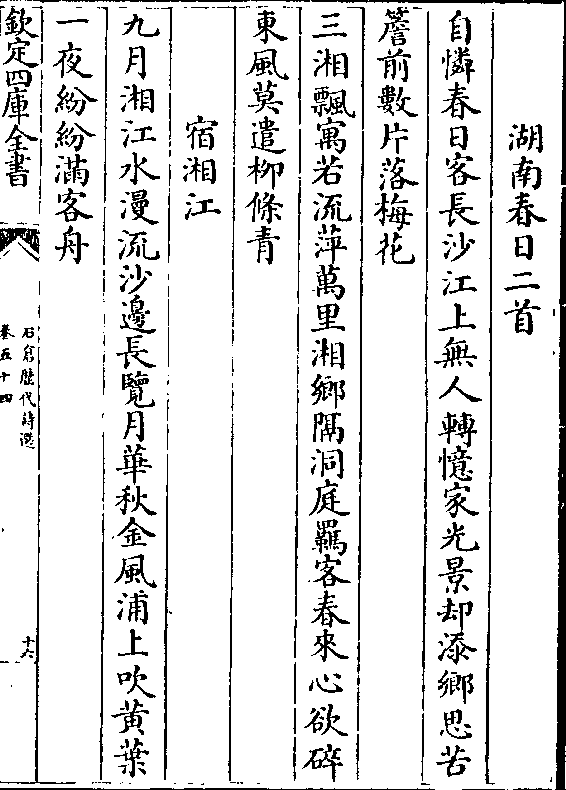 湖南春日二首
自憐春日客長沙江上無人轉憶家光景却添鄉思苦
簷前數片落梅花
三湘飄寓若流萍萬里湘鄉隔洞庭羈客春來心欲碎
東風莫遣柳條青
宿湘江
九月湘江水漫流沙邊長覽月華秋金風浦上吹黄葉
一夜紛紛滿客舟
欽定四庫全書
石倉歷代詩選
卷五十四
十六